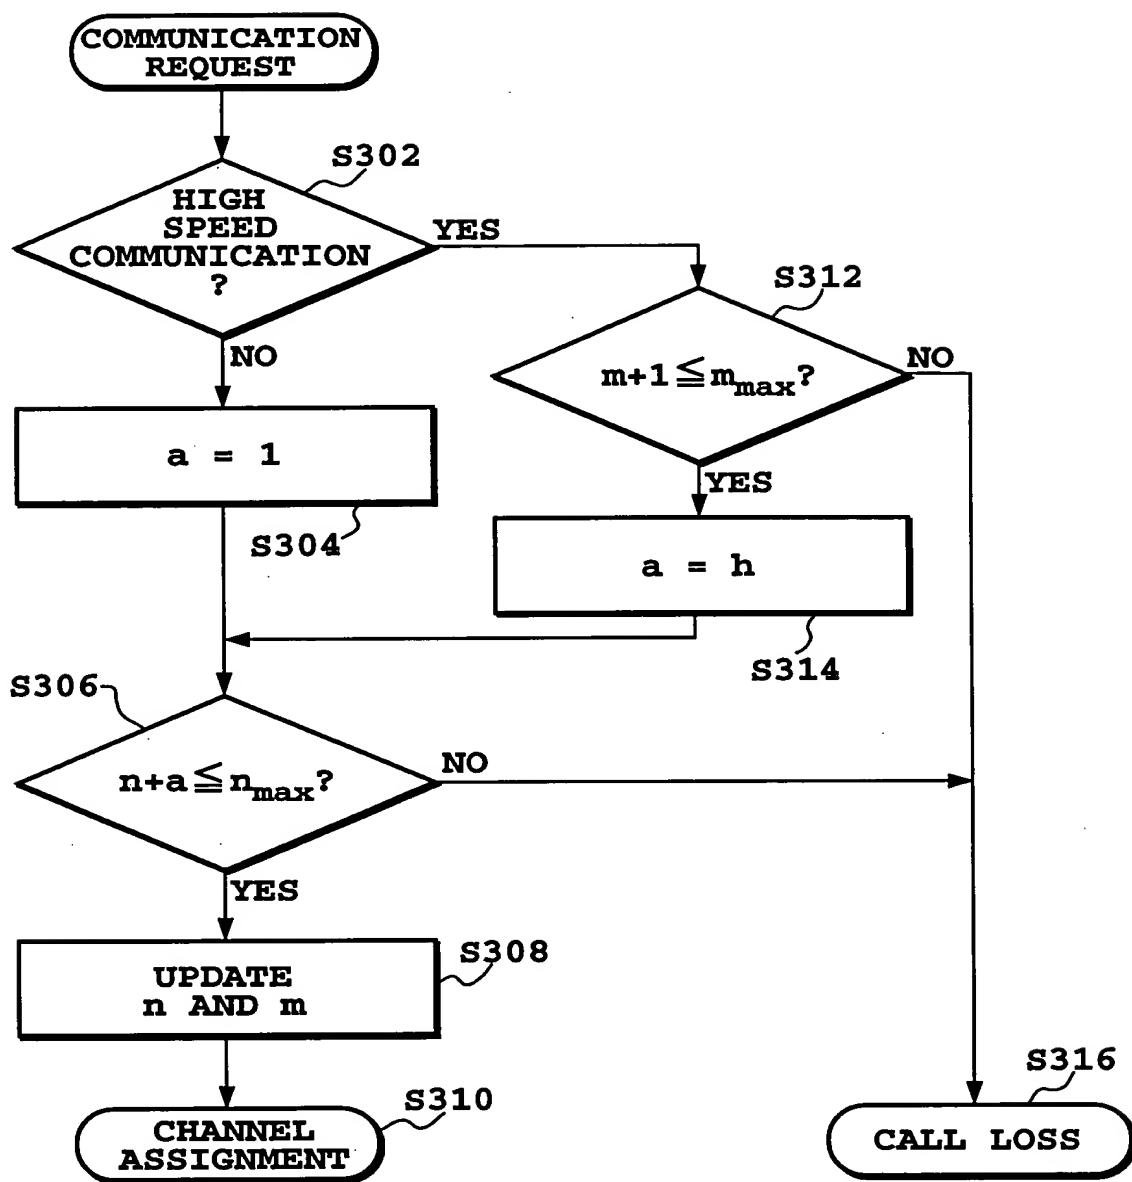 COMMUNICATION
REQUEST
S302
HIGH
SPEED
COMMUNICATION
?
YES
NO
S312
m+1≦m_max?
NO
YES
a = 1
S304
a = h
S314
S306
n+a≦n_max?
NO
YES
UPDATE
n AND m
S308
CHANNEL
ASSIGNMENT
S310
CALL LOSS
S316